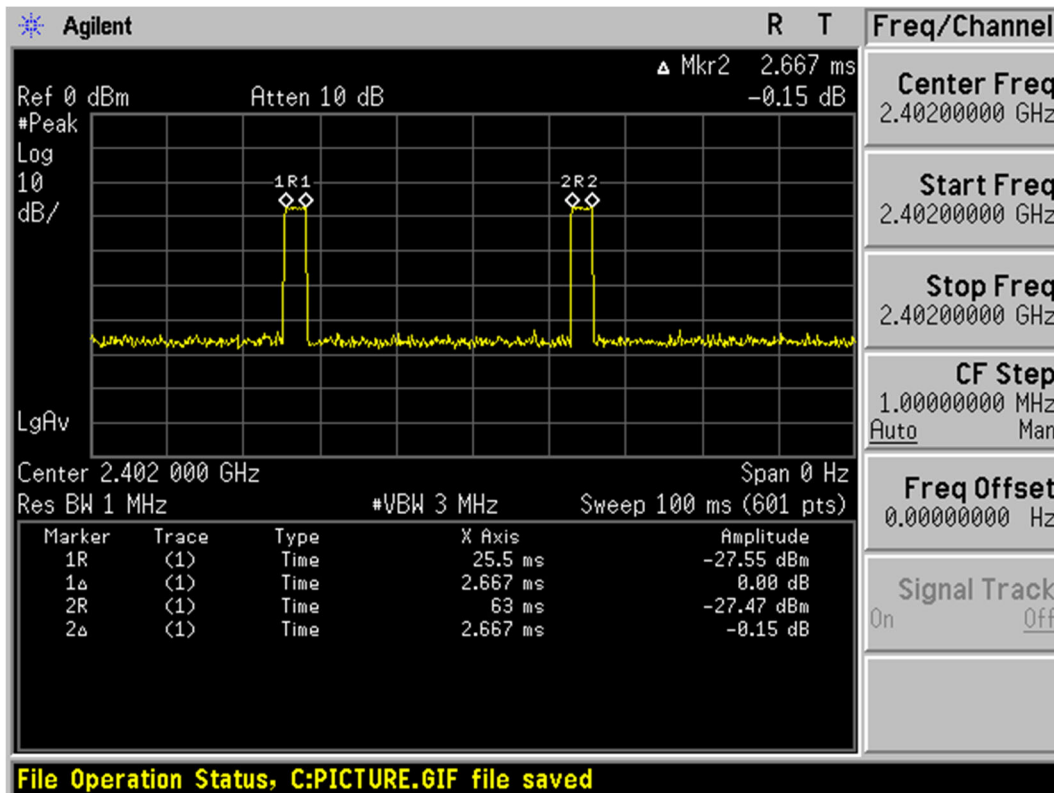 Agilent R T
Freq/Channel
Δ Mkr2 2.667 ms
Ref 0 dBm Atten 10 dB -0.15 dB
#Peak
Log
10
dB/
1R1
2R2
LgAv
Center 2.402 000 GHz Span 0 Hz
Res BW 1 MHz #VBW 3 MHz Sweep 100 ms (601 pts)
Marker Trace Type X Axis Amplitude
1R (1) Time 25.5 ms -27.55 dBm
1Δ (1) Time 2.667 ms 0.00 dB
2R (1) Time 63 ms -27.47 dBm
2Δ (1) Time 2.667 ms -0.15 dB
Center Freq
2.40200000 GHz
Start Freq
2.40200000 GHz
Stop Freq
2.40200000 GHz
CF Step
1.00000000 MHz
Auto Man
Freq Offset
0.00000000 Hz
Signal Track
On Off
File Operation Status, C:PICTURE.GIF file saved